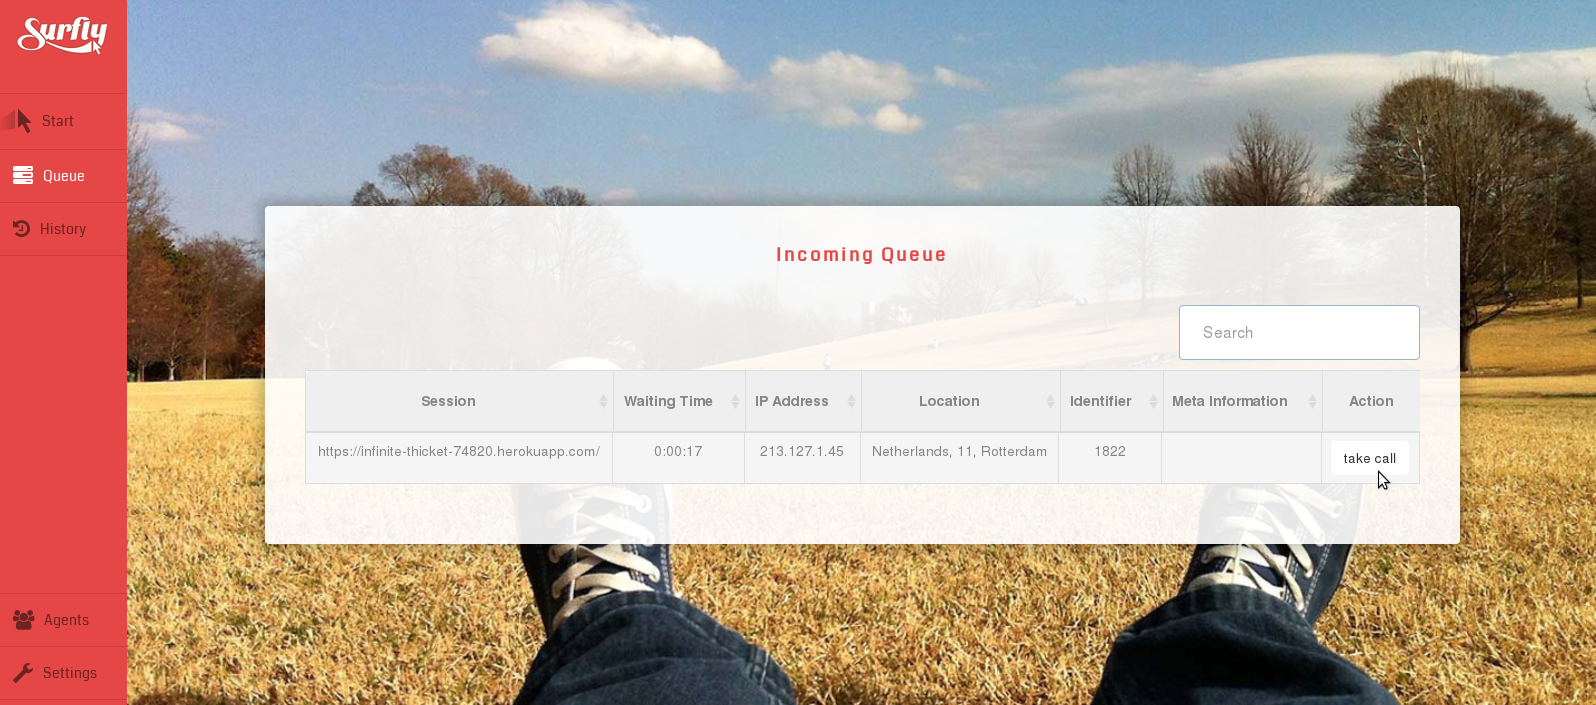 Surfly
Start
Queue
History
Agents
Settings
Incoming Queue
Search
Session Waiting Time IP Address Location Identifier Meta Information Action
https://infinite-thicket-74820.herokuapp.com/ 0:00:17 213.127.1.45 Netherlands, 11, Rotterdam 1822 take call